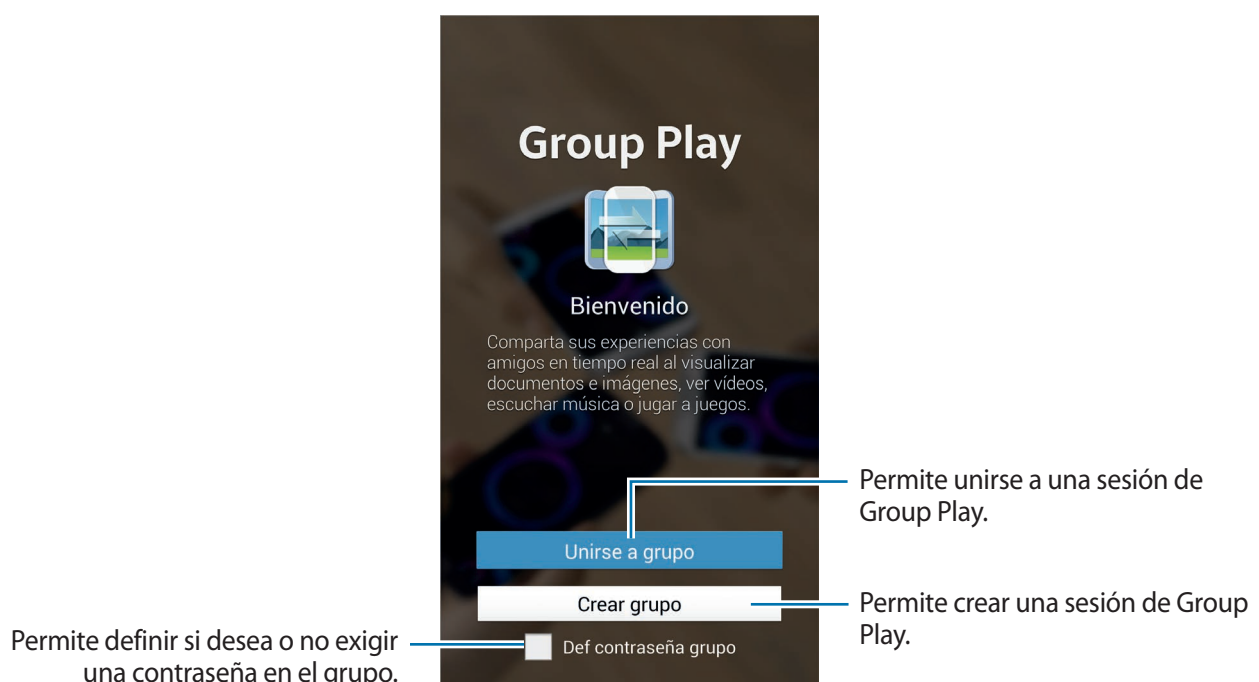 Group Play
Bienvenido
Comparta sus experiencias con
amigos en tiempo real al visualizar
documentos e imágenes, ver vídeos,
escuchar música o jugar a juegos.
Permite unirse a una sesión de
Group Play.
Unirse a grupo
Crear grupo
Permite crear una sesión de Group
Play.
Permite definir si desea o no exigir
una contraseña en el grupo.
Def contraseña grupo